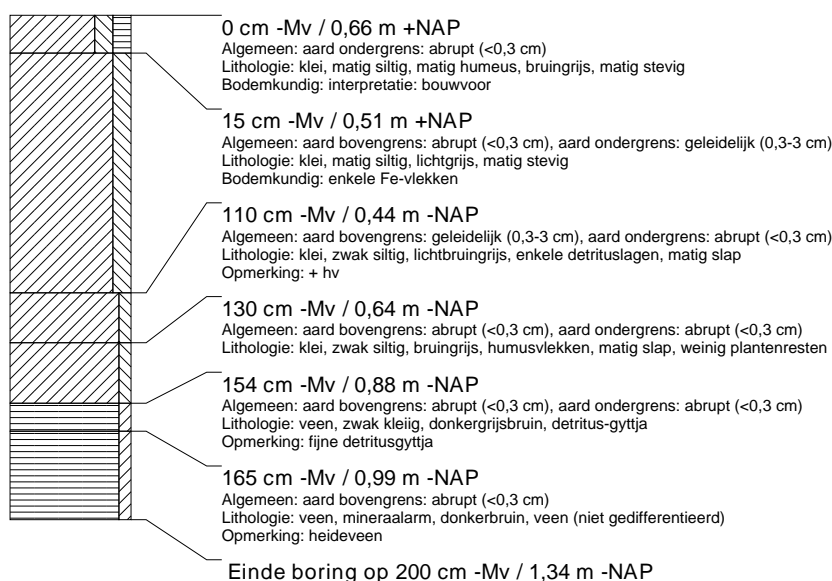 0 cm -Mv / 0,66 m +NAP
Algemeen: aard ondergrens: abrupt (<0,3 cm)
Lithologie: klei, matig siltig, matig humeus, bruingrijs, matig stevig
Bodemkundig: interpretatie: bouwvoor
15 cm -Mv / 0,51 m +NAP
Algemeen: aard bovengrens: abrupt (<0,3 cm), aard ondergrens: geleidelijk (0,3-3 cm)
Lithologie: klei, matig siltig, lichtgrijs, matig stevig
Bodemkundig: enkele Fe-vlekken
110 cm -Mv / 0,44 m -NAP
Algemeen: aard bovengrens: geleidelijk (0,3-3 cm), aard ondergrens: abrupt (<0,3 cm)
Lithologie: klei, zwak siltig, lichtbruingrijs, enkele detrituslagen, matig slap
Opmerking: + hv
130 cm -Mv / 0,64 m -NAP
Algemeen: aard bovengrens: abrupt (<0,3 cm), aard ondergrens: abrupt (<0,3 cm)
Lithologie: klei, zwak siltig, bruingrijs, humusvlekken, matig slap, weinig plantenresten
154 cm -Mv / 0,88 m -NAP
Algemeen: aard bovengrens: abrupt (<0,3 cm), aard ondergrens: abrupt (<0,3 cm)
Lithologie: veen, zwak kleiig, donkergrijsbruin, detritus-gyttja
Opmerking: fijne detritusgyttja
165 cm -Mv / 0,99 m -NAP
Algemeen: aard bovengrens: abrupt (<0,3 cm)
Lithologie: veen, mineraalarm, donkerbruin, veen (niet gedifferentieerd)
Opmerking: heideveen
Einde boring op 200 cm -Mv / 1,34 m -NAP